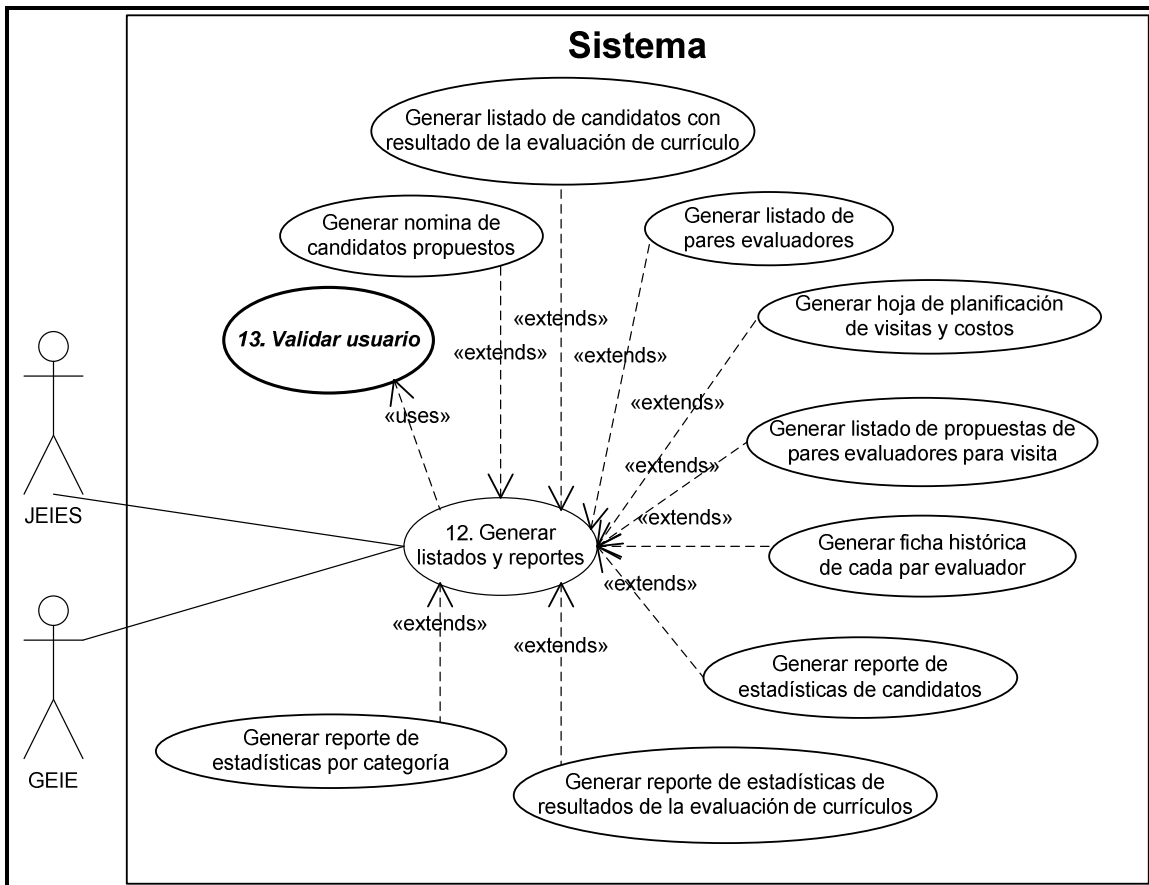 Sistema
Generar listado de candidatos con
resultado de la evaluación de currículo
Generar nomina de
candidatos propuestos
Generar listado de
pares evaluadores
Generar hoja de planificación
de visitas y costos
13. Validar usuario
«extends»
«extends»
«extends»
«extends»
«uses»
Generar listado de propuestas de
pares evaluadores para visita
«extends»
«extends»
JEIES
12. Generar
listados y reportes
Generar ficha histórica
de cada par evaluador
«extends»
«extends»
«extends»
Generar reporte de
estadísticas de candidatos
Generar reporte de
estadísticas por categoría
GEIE
Generar reporte de estadísticas de
resultados de la evaluación de currículos